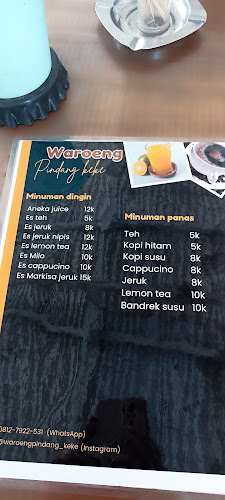 Waroeng
Pindang keke
Minuman dingin
Aneka juice 12k
Es teh 5k
Es jeruk 8k
Es jeruk nipis 12k
Es lemon tea 12k
Es Milo 10k
Es cappucino 10k
Es Markisa jeruk 15k
Minuman panas
Teh 5k
Kopi hitam 5k
Kopi susu 8k
Cappucino 8k
Jeruk 8k
Lemon tea 10k
Bandrek susu 10k
0812-7922-531 (WhatsApp)
@waroengpindang_keke (Instagram)